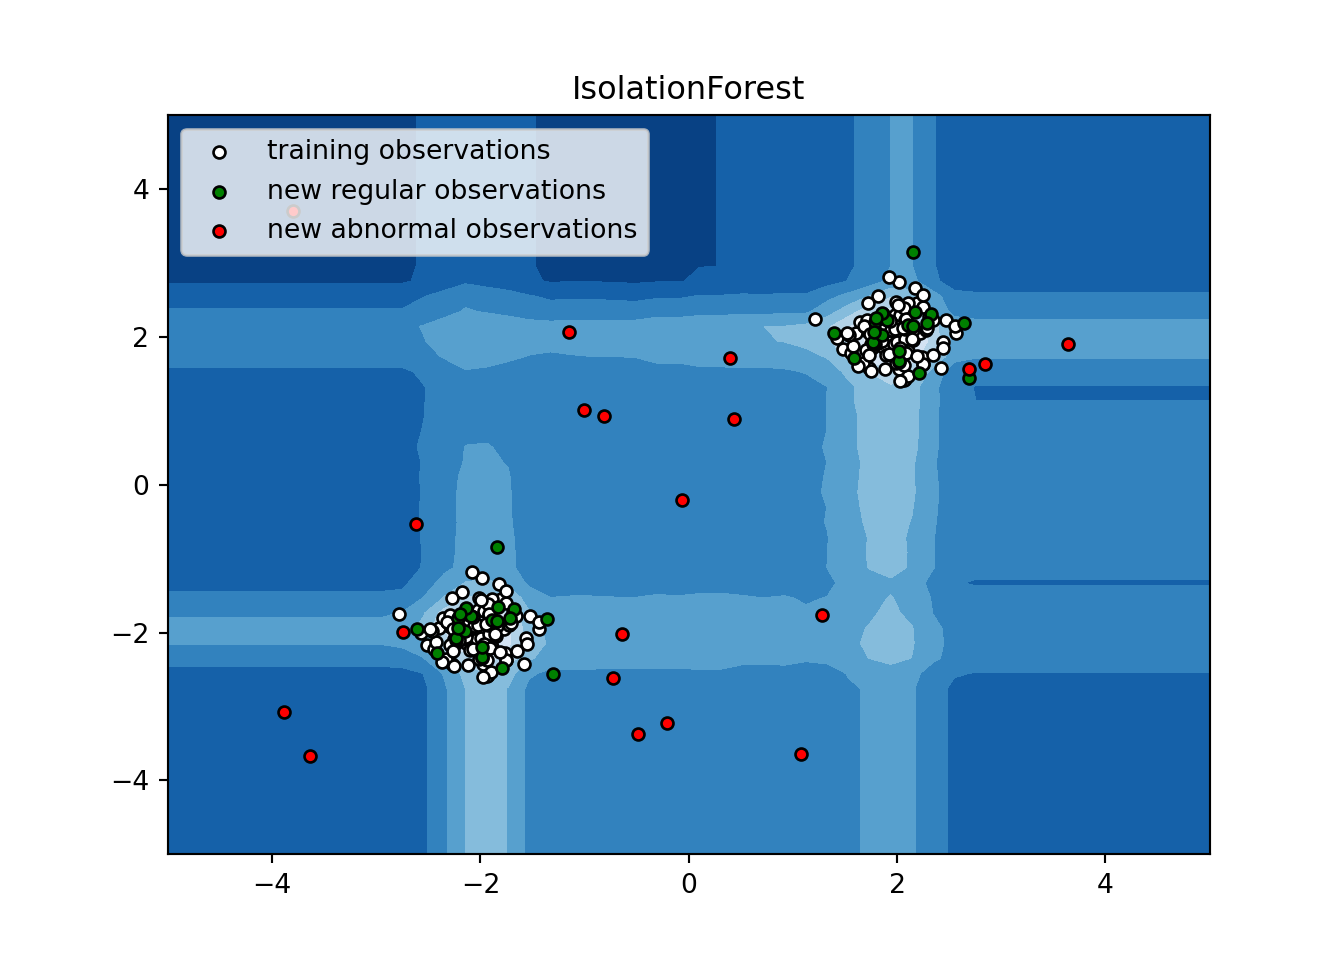 IsolationForest
training observations
new regular observations
new abnormal observations
4
2
0
−2
−4
−4 −2 0 2 4